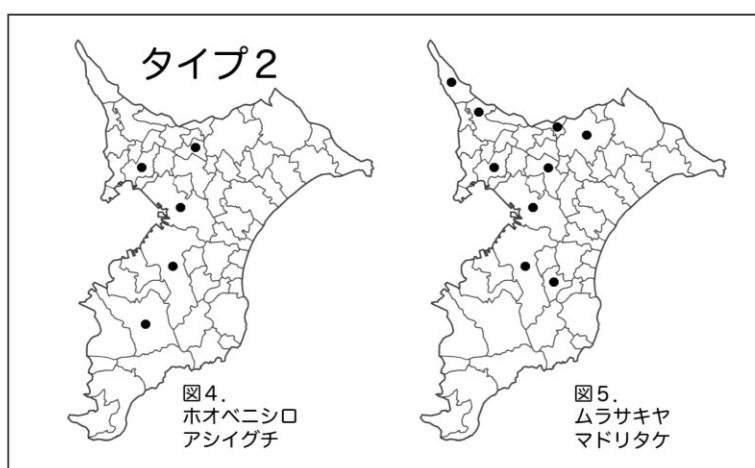 タイプ2
図4.
ホオベニシロ
アシイグチ
図5.
ムラサキヤ
マドリタケ